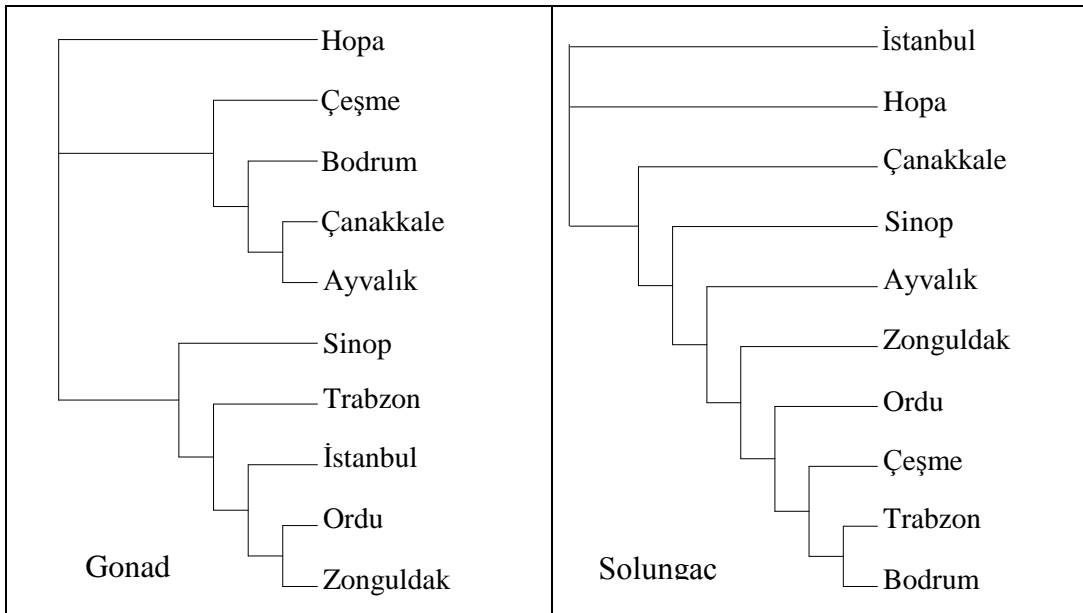 Hopa
Çeşme
Bodrum
Çanakkale
Ayvalık
Sinop
Trabzon
İstanbul
Ordu
Zonguldak
Gonad
İstanbul
Hopa
Çanakkale
Sinop
Ayvalık
Zonguldak
Ordu
Çeşme
Trabzon
Bodrum
Solungaç